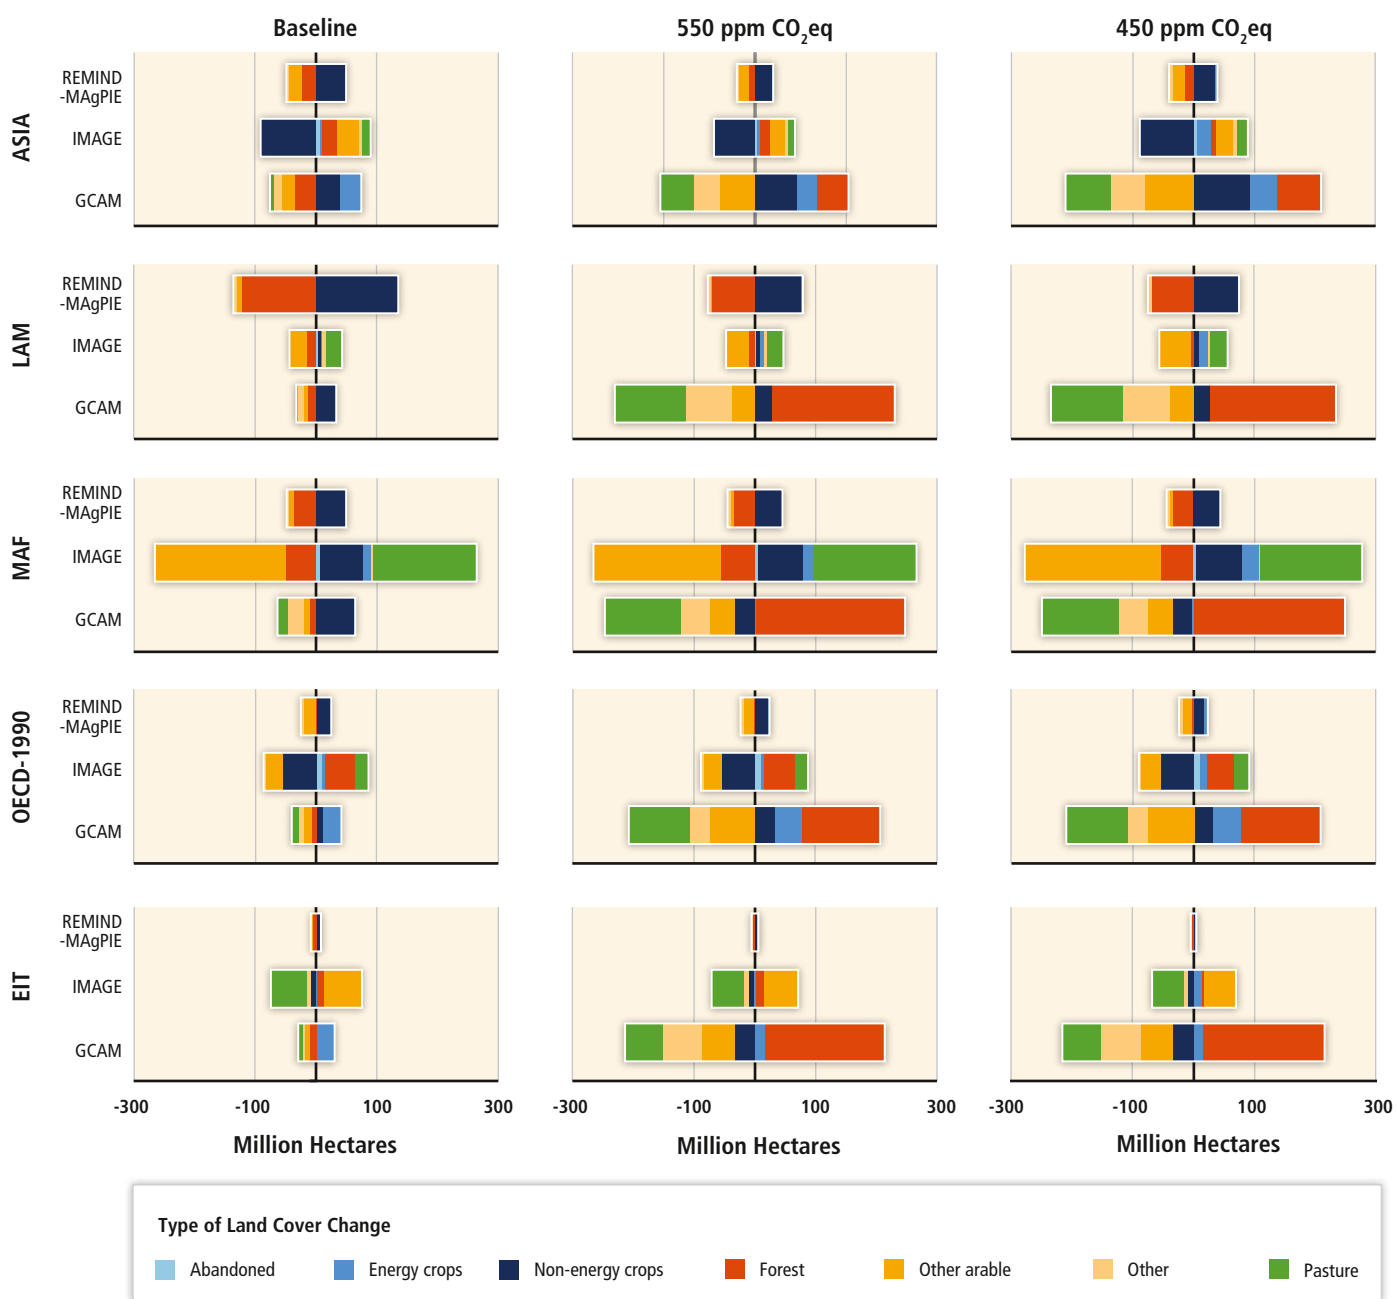 Baseline
550 ppm CO2eq
450 ppm CO2eq
ASIA
REMIND
-MAgPIE
IMAGE
GCAM
LAM
REMIND
-MAgPIE
IMAGE
GCAM
MAF
REMIND
-MAgPIE
IMAGE
GCAM
OECD-1990
REMIND
-MAgPIE
IMAGE
GCAM
EIT
REMIND
-MAgPIE
IMAGE
GCAM
-300 -100 100 300
-300 -100 100 300
-300 -100 100 300
Million Hectares
Million Hectares
Million Hectares
Type of Land Cover Change
Abandoned
Energy crops
Non-energy crops
Forest
Other arable
Other
Pasture